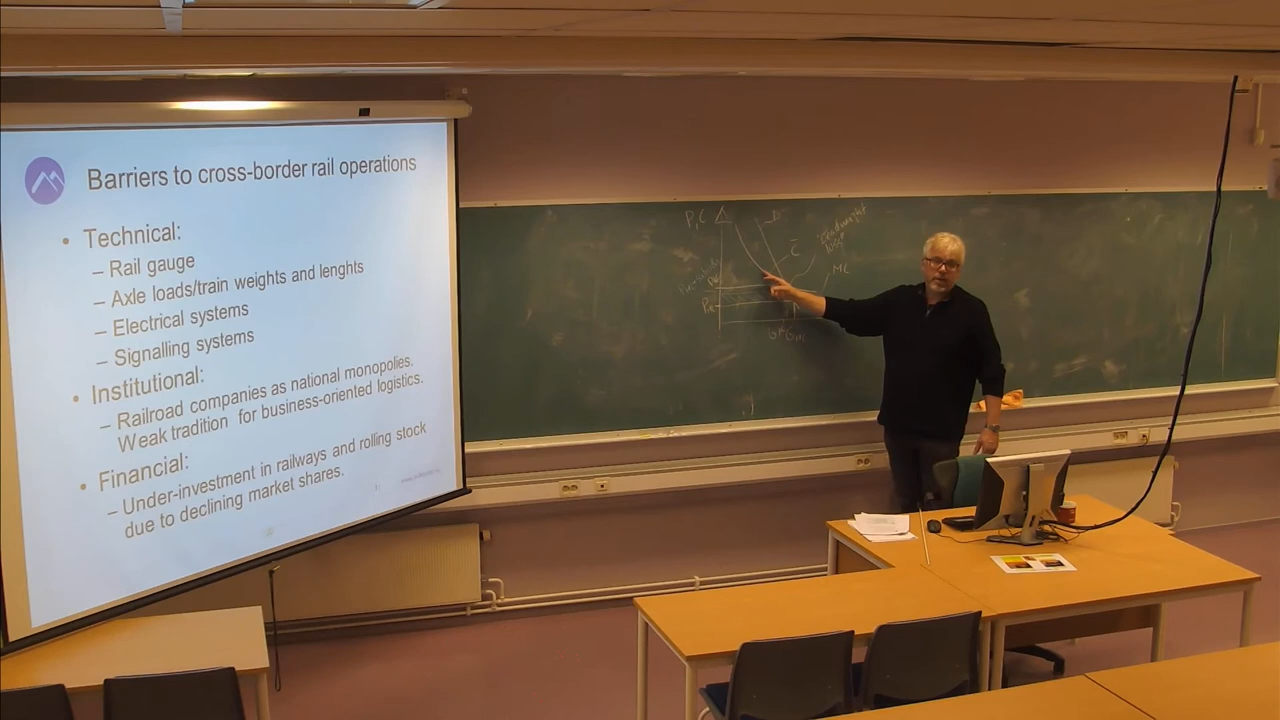 Barriers to cross-border rail operations
• Technical:
– Rail gauge
– Axle loads/train weights and lenghts
– Electrical systems
– Signalling systems
• Institutional:
– Railroad companies as national monopolies.
Weak tradition for business-oriented logistics.
• Financial:
– Under-investment in railways and rolling stock
due to declining market shares.
P,C
D
C
deadweight
loss
MC